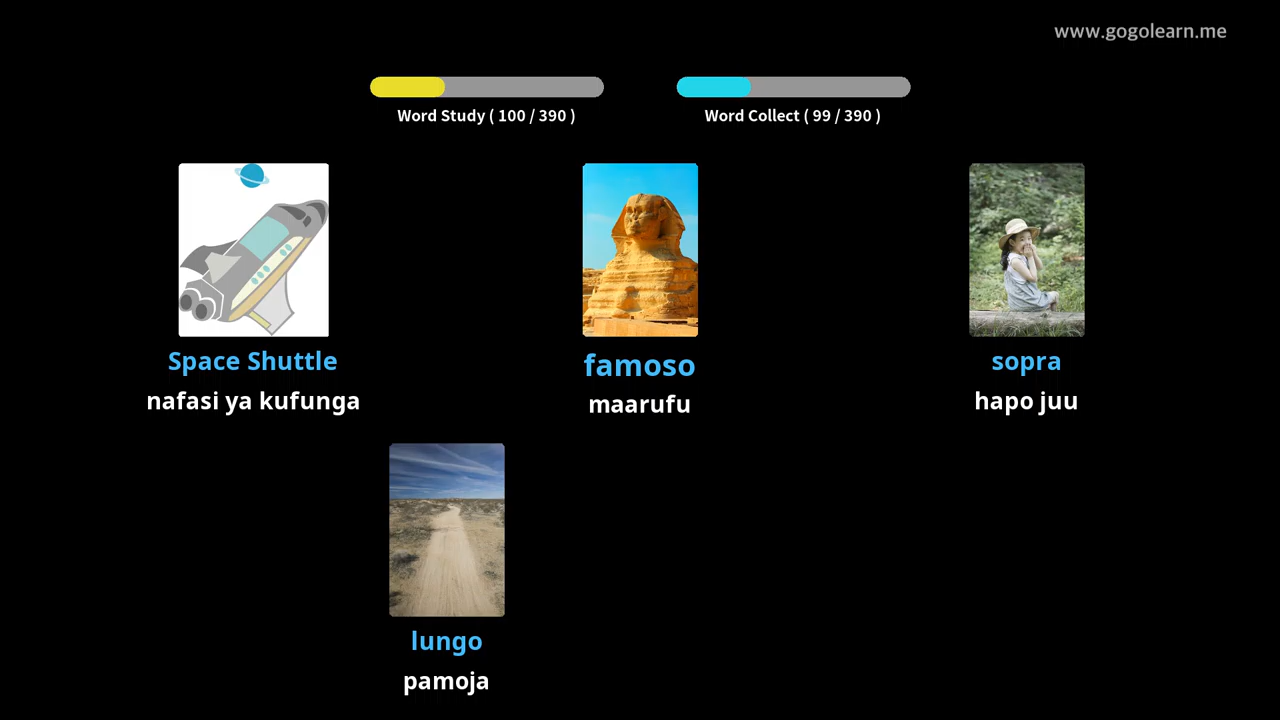 www.gogolearn.me
Word Study ( 100 / 390 )
Word Collect ( 99 / 390 )
Space Shuttle
nafasi ya kufunga
famoso
maarufu
sopra
hapo juu
lungo
pamoja